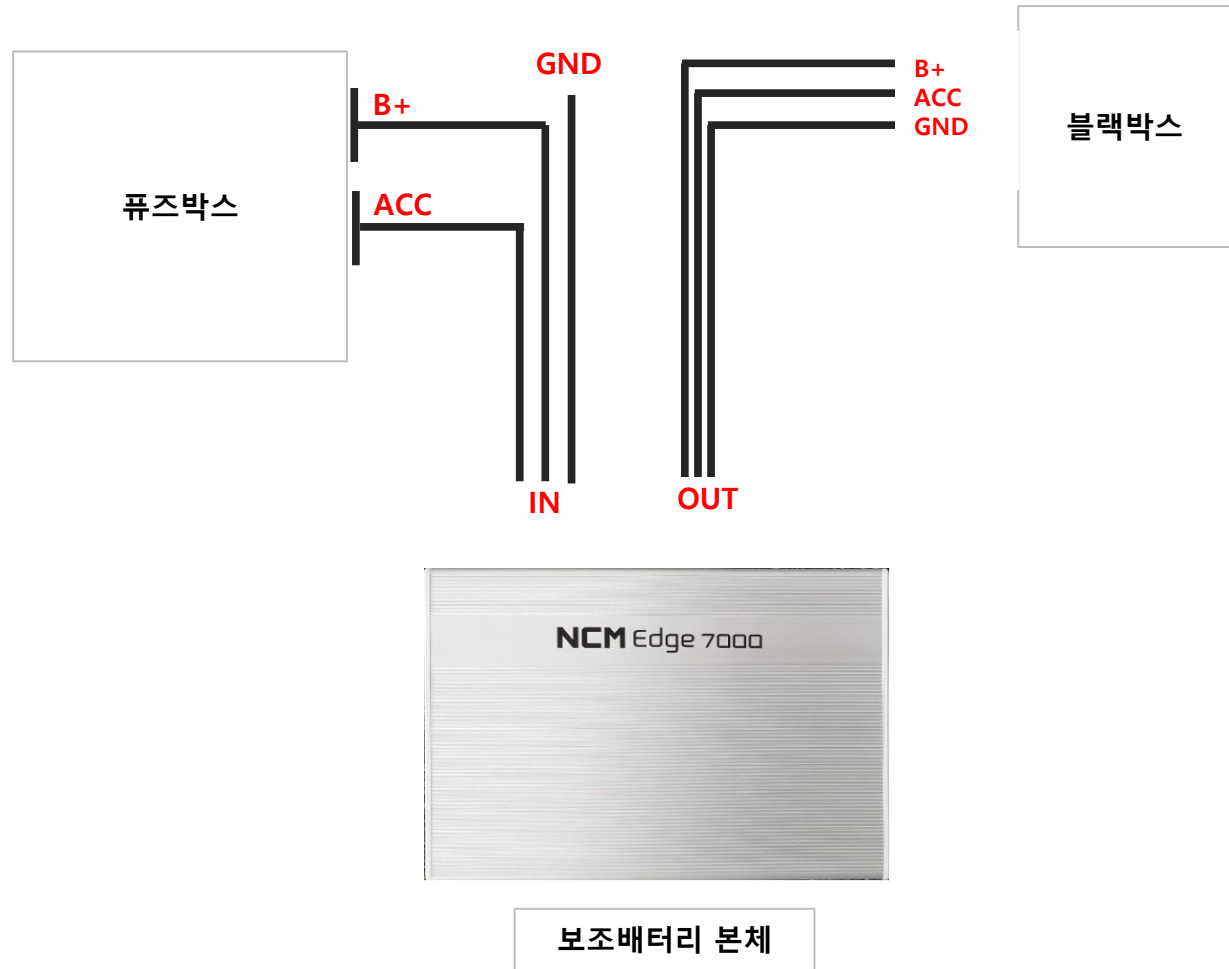 GND
B+
ACC
퓨즈박스
B+
ACC
GND
블랙박스
IN
OUT
NCM Edge 7000
보조배터리 본체